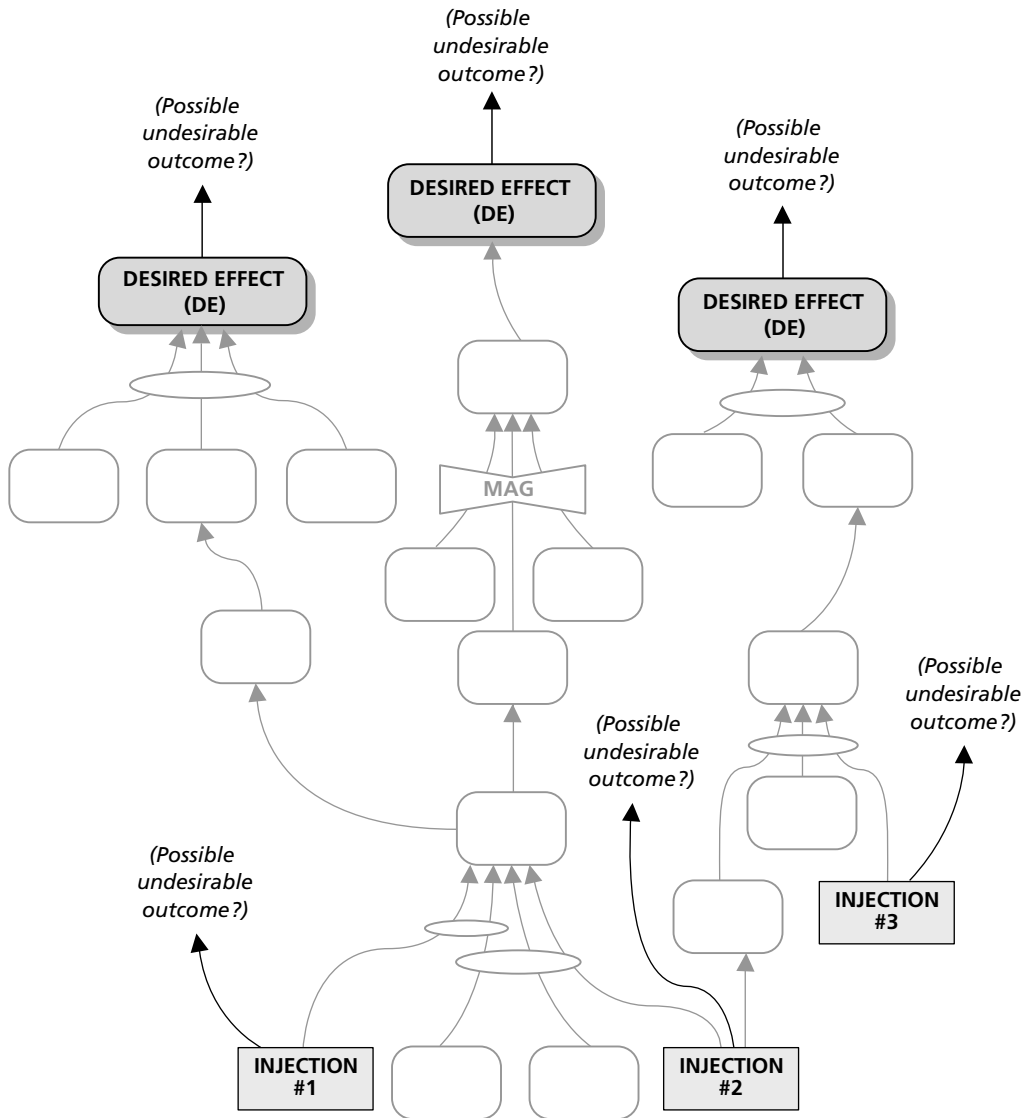 (Possible
undesirable
outcome?)
(Possible
undesirable
outcome?)
(Possible
undesirable
outcome?)
DESIRED EFFECT
(DE)
DESIRED EFFECT
(DE)
DESIRED EFFECT
(DE)
MAG
(Possible
undesirable
outcome?)
(Possible
undesirable
outcome?)
(Possible
undesirable
outcome?)
INJECTION
#3
INJECTION
#1
INJECTION
#2